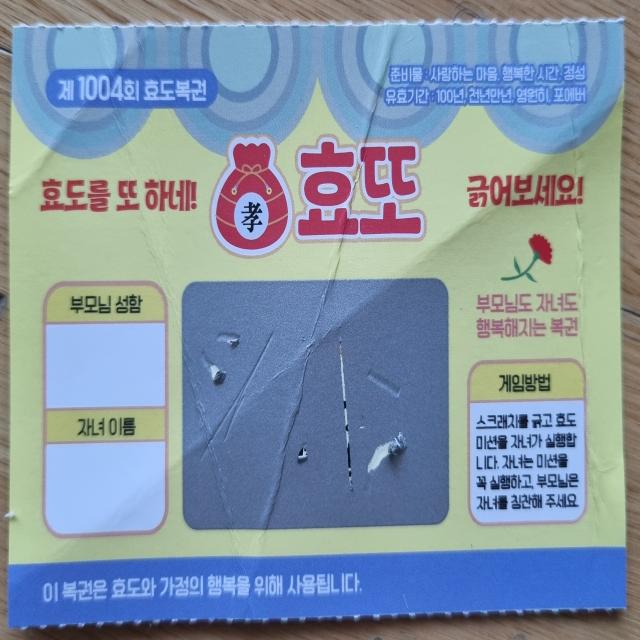 제 1004회 효도복권
준비물 : 사랑하는 마음, 행복한 시간, 정성
유효기간 : 100년, 천년만년, 영원히, 포에버
효도를 또 하네!
孝
효또
긁어보세요!
부모님 성함
자녀 이름
부모님도 자녀도
행복해지는 복권
게임방법
스크래치를 긁고 효도
미션을 자녀가 실행합
니다. 자녀는 미션을
꼭 실행하고, 부모님은
자녀를 칭찬해 주세요
이 복권은 효도와 가정의 행복을 위해 사용됩니다.